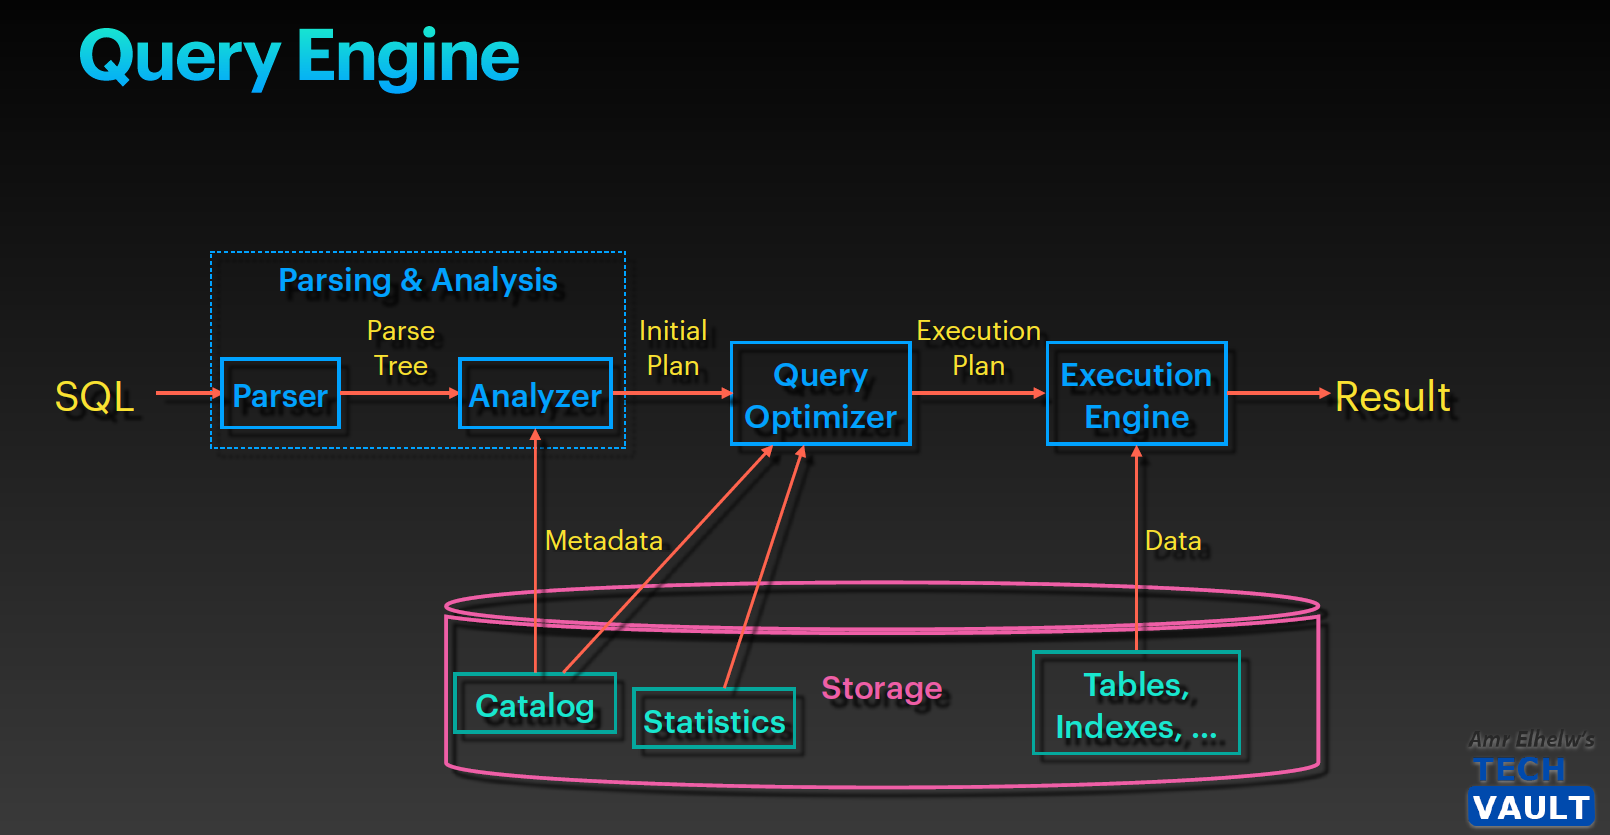 Query Engine
Parsing & Analysis
Parse
Tree
Initial
Plan
Execution
Plan
SQL
Parser
Analyzer
Query
Optimizer
Execution
Engine
Result
Metadata
Data
Catalog
Statistics
Storage
Tables,
Indexes, ...
Amr Elhelw's
TECH
VAULT